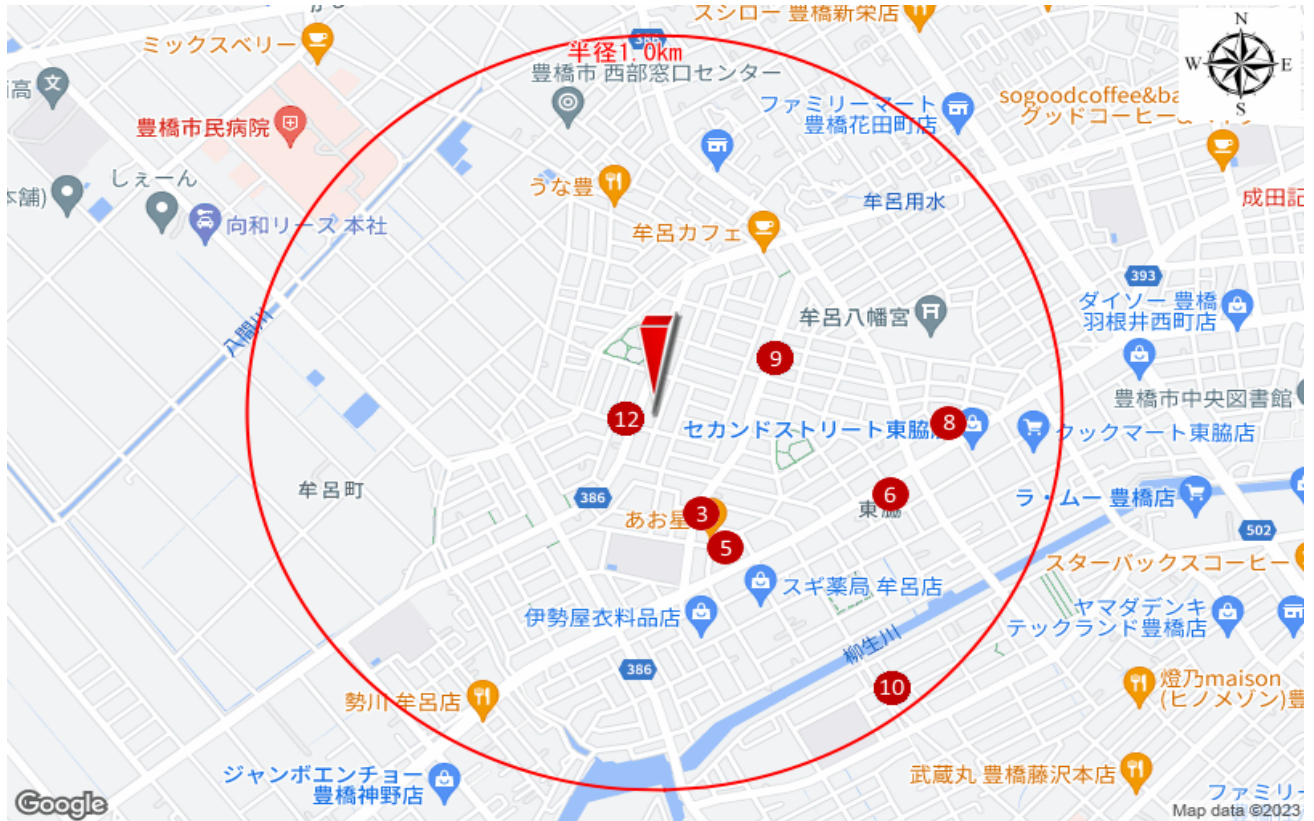 スシロー 豊橋新栄店
ミックスベリー
386
半径1.0km
豊橋市 西部窓口センター
高
ファミリーマート
豊橋花田町店
sogoodcoffee&ba
グッドコーヒー
N
W
E
S
豊橋市民病院
しぇーん
本舗)
うな豊
牟呂用水
成田記
向和リース 本社
牟呂カフェ
393
ダイソー 豊橋
羽根井西町店
八間川
牟呂八幡宮
9
豊橋市中央図書館
12
セカンドストリート東脇
8
クックマート東脇店
牟呂町
386
6
東脇
ラ・ムー 豊橋店
あお星
3
5
502
スターバックスコーヒー
スギ薬局 牟呂店
伊勢屋衣料品店
ヤマダデンキ
テックランド豊橋店
柳生川
386
10
燈乃maison
(ヒノメゾン)豊
勢川 牟呂店
ジャンボエンチョー
豊橋神野店
武蔵丸 豊橋藤沢本店
ファミリー
Google
Map data ©2023